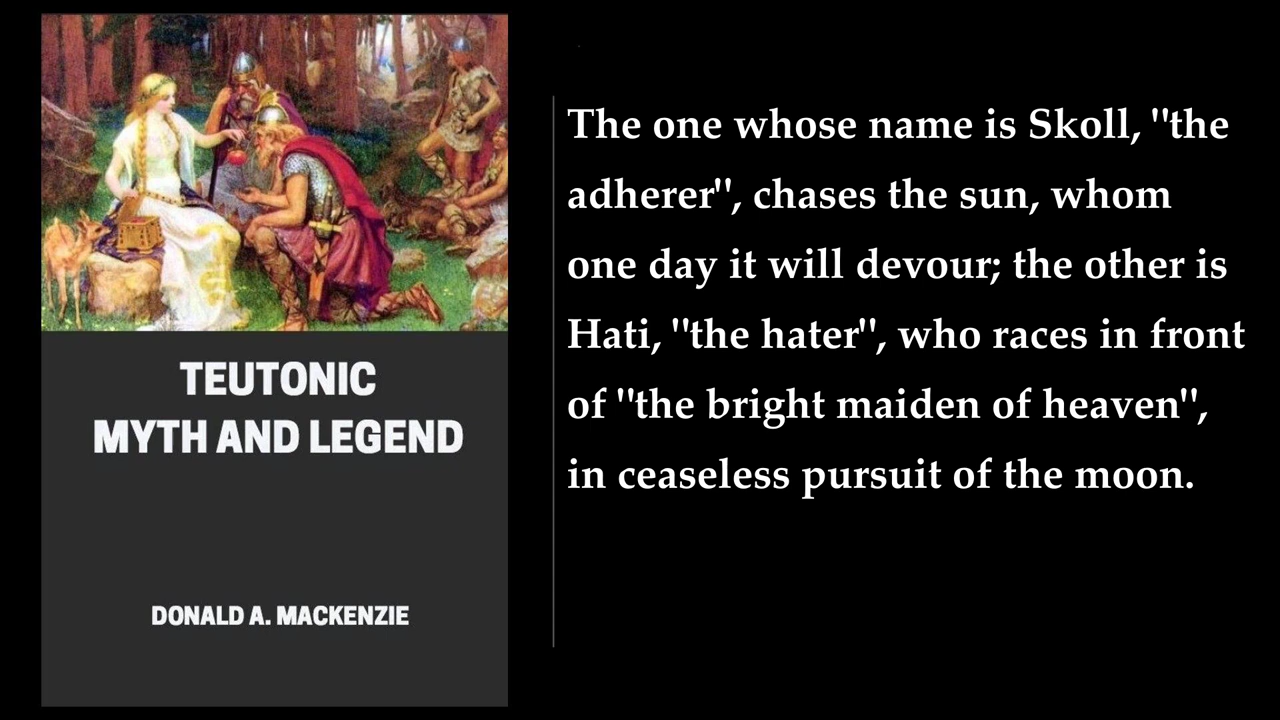 TEUTONIC
MYTH AND LEGEND
DONALD A. MACKENZIE
The one whose name is Skoll, "the
adherer", chases the sun, whom
one day it will devour; the other is
Hati, "the hater", who races in front
of "the bright maiden of heaven",
in ceaseless pursuit of the moon.